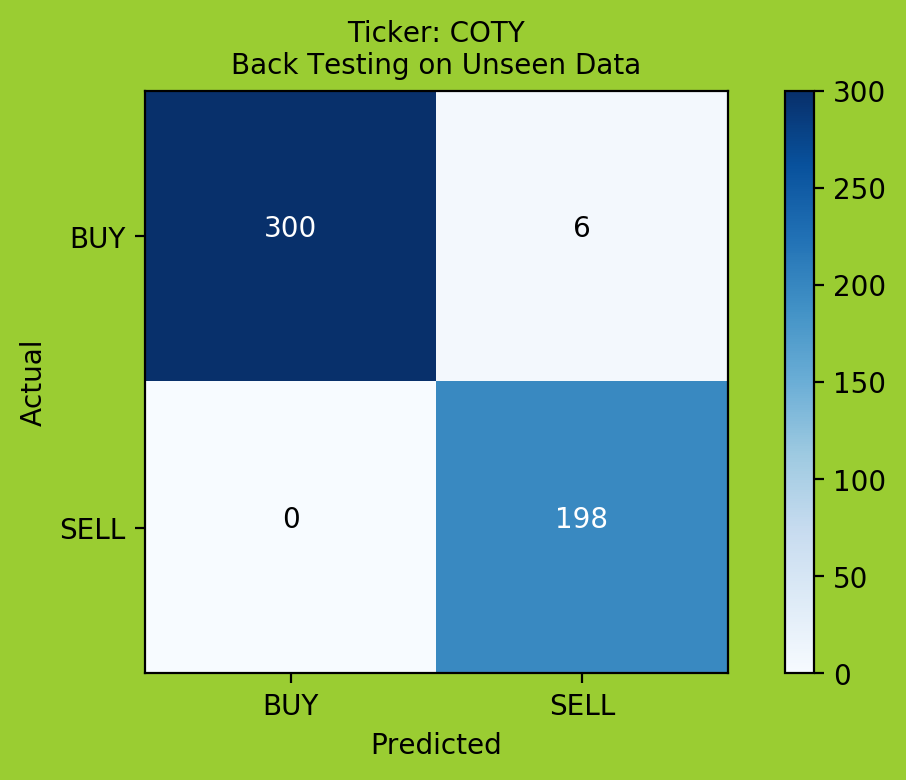 Ticker: COTY
Back Testing on Unseen Data
300
250
200
150
100
50
0
Actual
BUY
300
6
SELL
0
198
BUY
SELL
Predicted